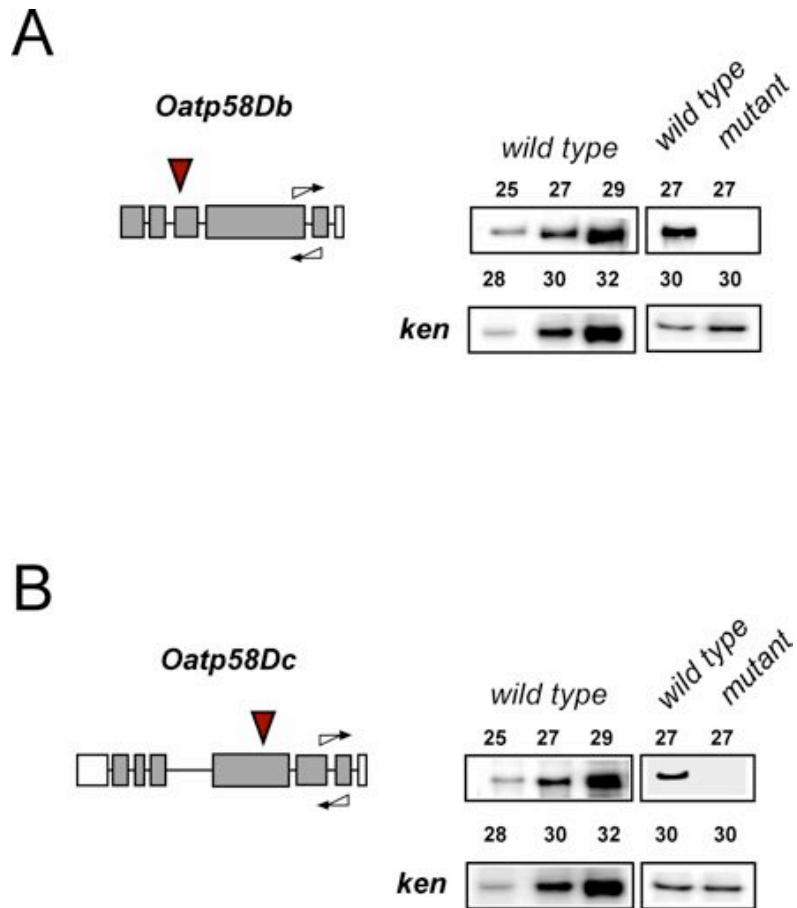 A
Oatp58Db
wild type
wild type
mutant
25 27 29
27 27
28 30 32
30 30
ken
B
Oatp58Dc
wild type
wild type
mutant
25 27 29
27 27
28 30 32
30 30
ken